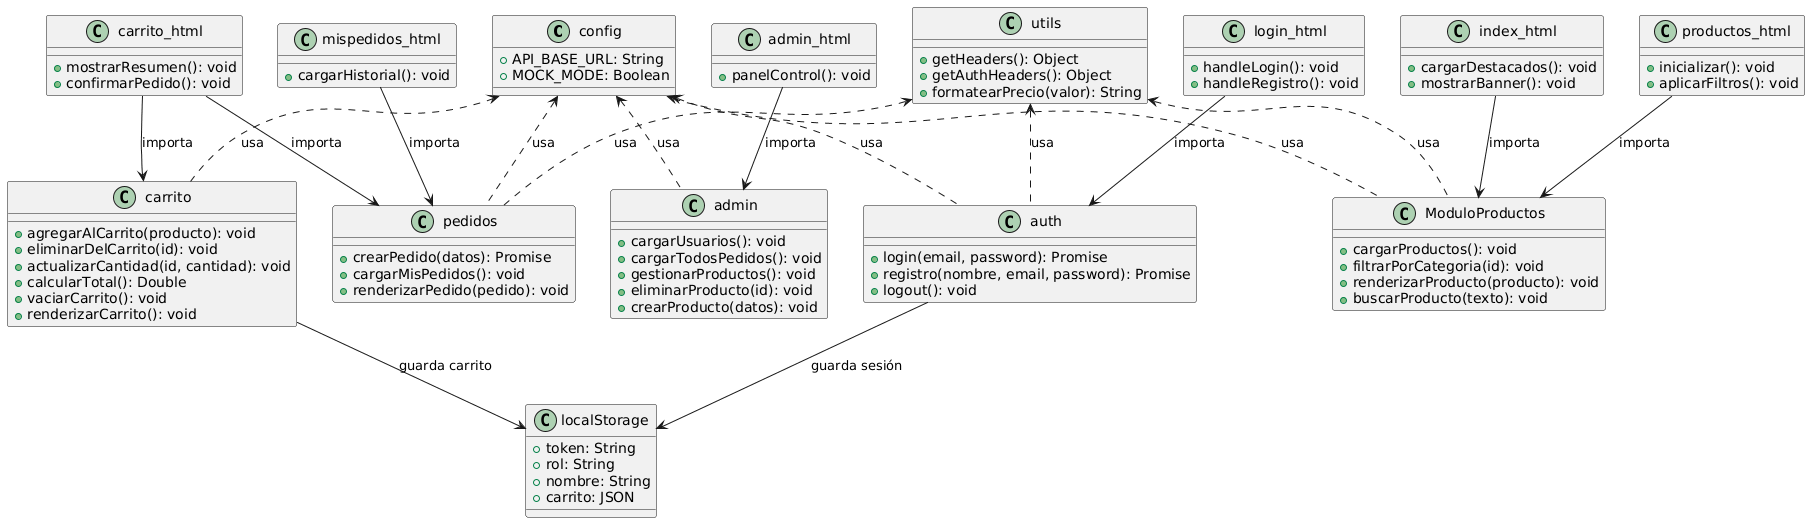 C carrito_html
mostrarResumen(): void
confirmarPedido(): void
C mispedidos_html
cargarHistorial(): void
C config
API_BASE_URL: String
MOCK_MODE: Boolean
C admin_html
panelControl(): void
C utils
getHeaders(): Object
getAuthHeaders(): Object
formatearPrecio(valor): String
C login_html
handleLogin(): void
handleRegistro(): void
C index_html
cargarDestacados(): void
mostrarBanner(): void
C productos_html
inicializar(): void
aplicarFiltros(): void
importa
usa
importa
importa
usa
usa
usa
importa
usa
usa
importa
usa
usa
importa
importa
C carrito
agregarAlCarrito(producto): void
eliminarDelCarrito(id): void
actualizarCantidad(id, cantidad): void
calcularTotal(): Double
vaciarCarrito(): void
renderizarCarrito(): void
C pedidos
crearPedido(datos): Promise
cargarMisPedidos(): void
renderizarPedido(pedido): void
C admin
cargarUsuarios(): void
cargarTodosPedidos(): void
gestionarProductos(): void
eliminarProducto(id): void
crearProducto(datos): void
C auth
login(email, password): Promise
registro(nombre, email, password): Promise
logout(): void
C ModuloProductos
cargarProductos(): void
filtrarPorCategoria(id): void
renderizarProducto(producto): void
buscarProducto(texto): void
guarda carrito
guarda sesión
C localStorage
token: String
rol: String
nombre: String
carrito: JSON